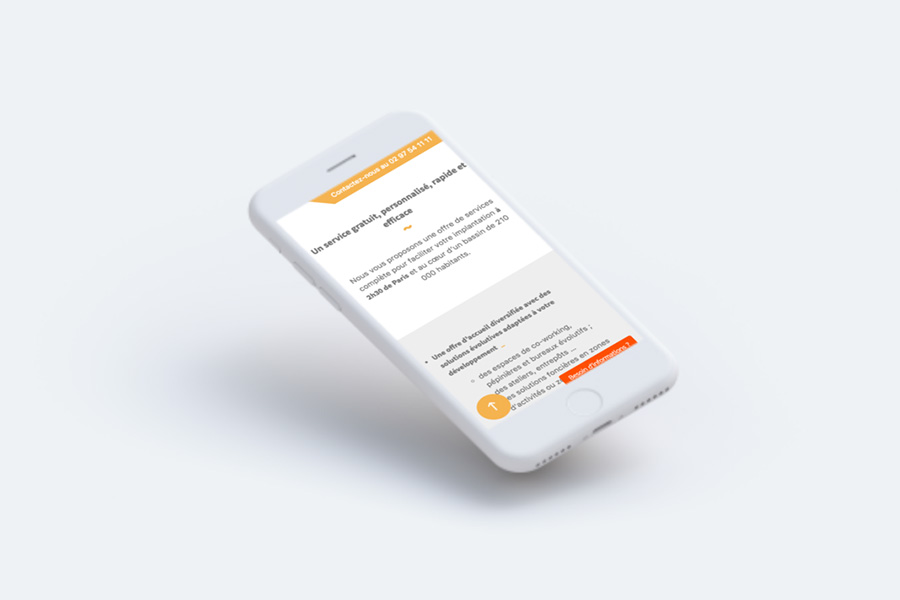 Contactez-nous au 02 97 64 11 11
Un service gratuit, personnalisé, rapide et
efficace
Nous vous proposons une offre de services
complète pour faciliter votre implantation à
2h30 de Paris et au cœur d'un bassin de 210
000 habitants.
Une offre d'accueil diversifiée avec des
solutions évolutives adaptées à votre
développement
des espaces de co-working,
pépinières et bureaux évolutifs ;
des ateliers, entrepôts ...
des solutions foncières en zones
d'activités ou
Besoin d'informations ?